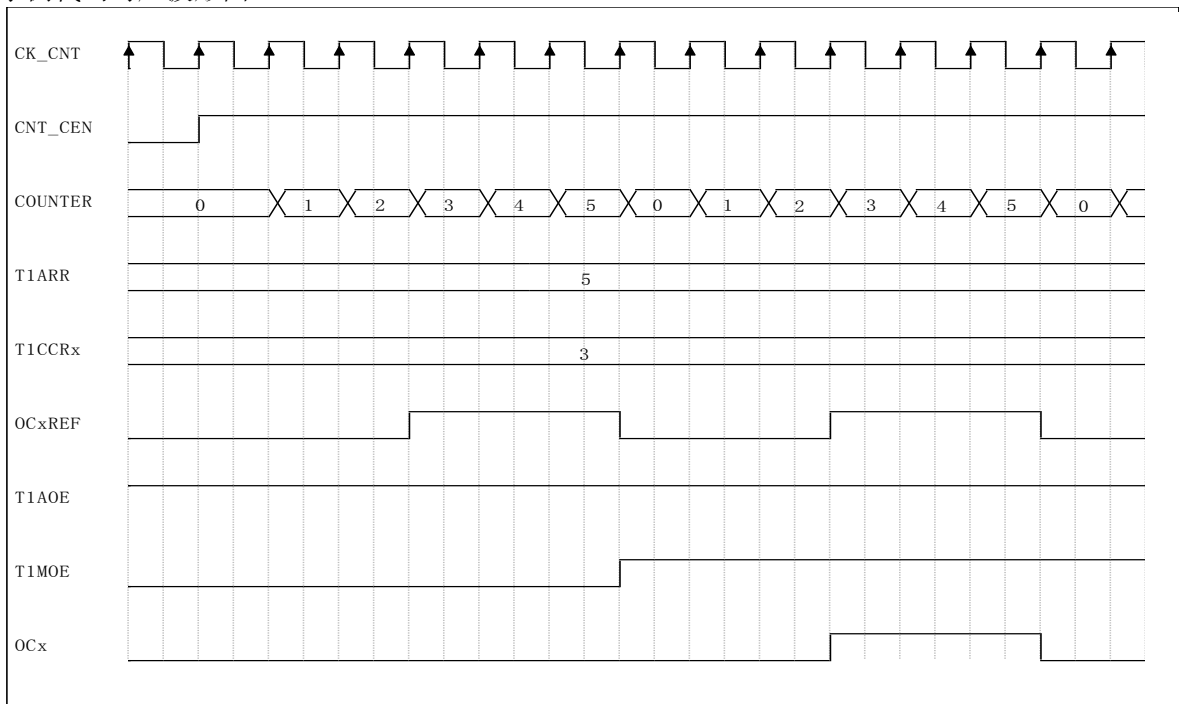 CK_CNT
CNT_CEN
COUNTER 0 1 2 3 4 5 0 1 2 3 4 5 0
T1ARR 5
T1CCRx 3
OCxREF
T1AOE
T1MOE
OCx